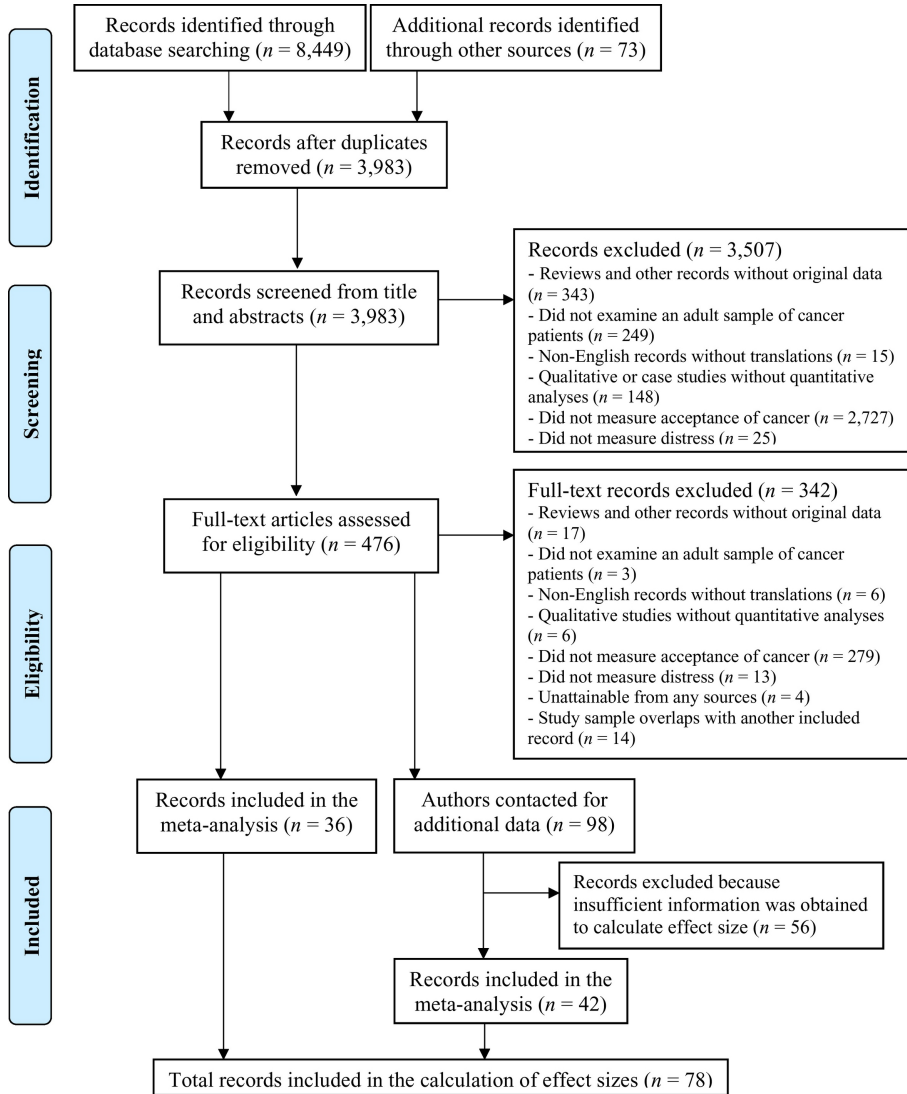 Records identified through
database searching (n = 8,449)
Additional records identified
through other sources (n = 73)
Identification
Records after duplicates
removed (n = 3,983)
Screening
Records screened from title
and abstracts (n = 3,983)
Records excluded (n = 3,507)
- Reviews and other records without original data
(n = 343)
- Did not examine an adult sample of cancer
patients (n = 249)
- Non-English records without translations (n = 15)
- Qualitative or case studies without quantitative
analyses (n = 148)
- Did not measure acceptance of cancer (n = 2,727)
- Did not measure distress (n = 25)
Full-text articles assessed
for eligibility (n = 476)
Full-text records excluded (n = 342)
- Reviews and other records without original data
(n = 17)
- Did not examine an adult sample of cancer
patients (n = 3)
- Non-English records without translations (n = 6)
- Qualitative studies without quantitative analyses
(n = 6)
- Did not measure acceptance of cancer (n = 279)
- Did not measure distress (n = 13)
- Unattainable from any sources (n = 4)
- Study sample overlaps with another included
record (n = 14)
Eligibility
Records included in the
meta-analysis (n = 36)
Authors contacted for
additional data (n = 98)
Included
Records excluded because
insufficient information was obtained
to calculate effect size (n = 56)
Records included in the
meta-analysis (n = 42)
Total records included in the calculation of effect sizes (n = 78)